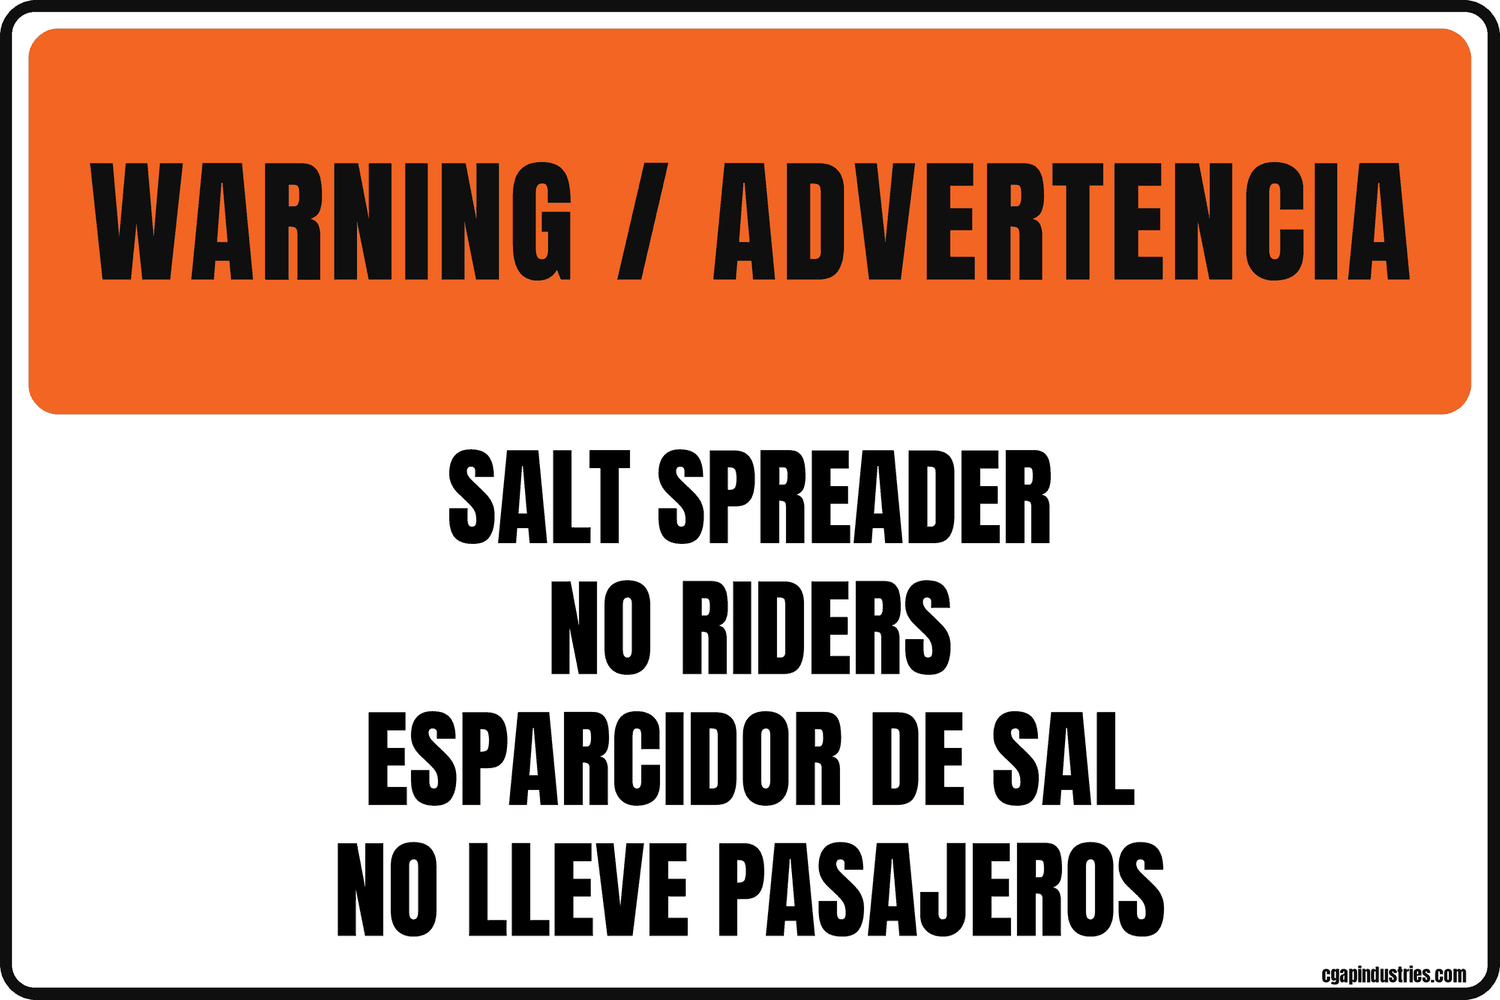 WARNING / ADVERTENCIA
SALT SPREADER
NO RIDERS
ESPARCIDOR DE SAL
NO LLEVE PASAJEROS
cgapindustries.com